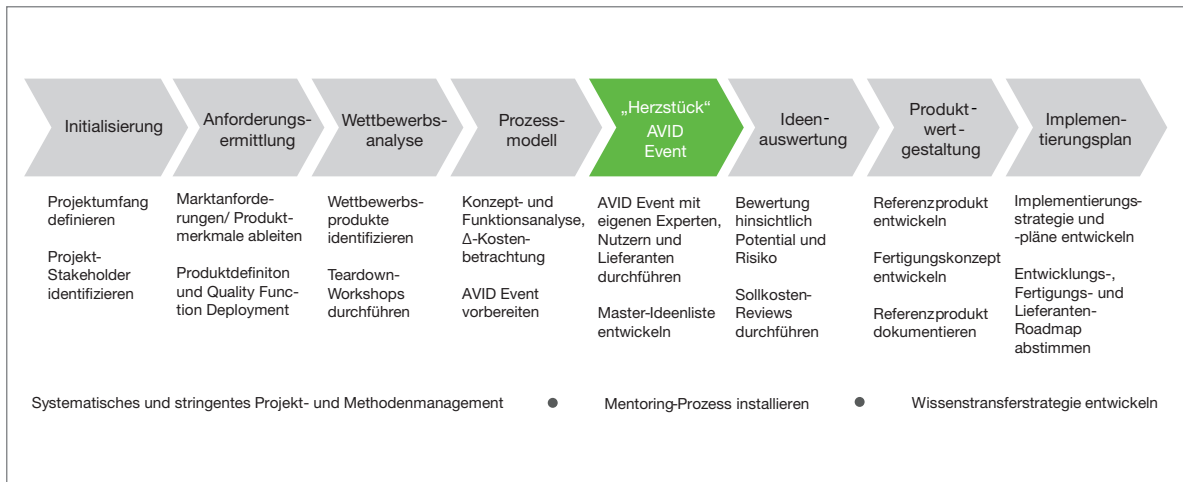 Initialisierung
Anforderungs-
ermittlung
Wettbewerbs-
analyse
Prozess-
modell
„Herzstück“
AVID
Event
Ideen-
auswertung
Produkt-
wert-
gestaltung
Implemen-
tierungsplan
Projektumfang
definieren
Projekt-
Stakeholder
identifizieren
Marktanforde-
rungen/ Produkt-
merkmale ableiten
Produktdefiniton
und Quality Func-
tion Deployment
Wettbewerbs-
produkte
identifizieren
Teardown-
Workshops
durchführen
Konzept- und
Funktionsanalyse,
Δ-Kosten-
betrachtung
AVID Event
vorbereiten
AVID Event mit
eigenen Experten,
Nutzern und
Lieferanten
durchführen
Master-Ideenliste
entwickeln
Bewertung
hinsichtlich
Potential und
Risiko
Sollkosten-
Reviews
durchführen
Referenzprodukt
entwickeln
Fertigungskonzept
entwickeln
Referenzprodukt
dokumentieren
Implementierungs-
strategie und
-pläne entwickeln
Entwicklungs-,
Fertigungs- und
Lieferanten-
Roadmap
abstimmen
Systematisches und stringentes Projekt- und Methodenmanagement ● Mentoring-Prozess installieren ● Wissenstransferstrategie entwickeln